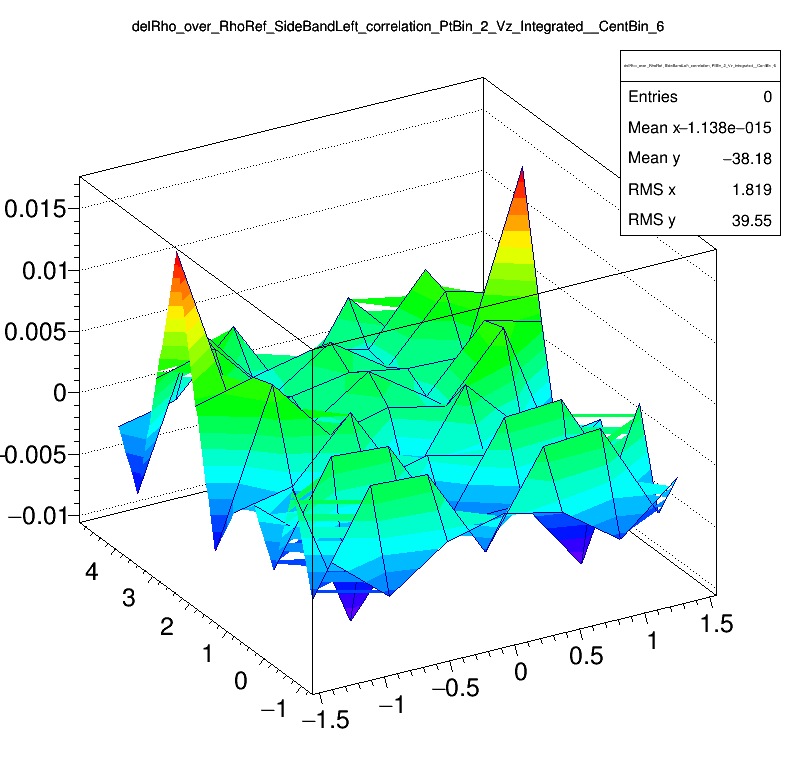 delRho_over_RhoRef_SideBandLeft_correlation_PtBin_2_Vz_Integrated__CentBin_6
delRho_over_RhoRef_SideBandLeft_correlation_PtBin_2_Vz_Integrated__CentBin_6
Entries 0
Mean x −1.138e−015
Mean y −38.18
RMS x 1.819
RMS y 39.55
0.015
0.01
0.005
0
−0.005
−0.01
4
3
2
1
0
−1
−1.5
−1
−0.5
0
0.5
1
1.5